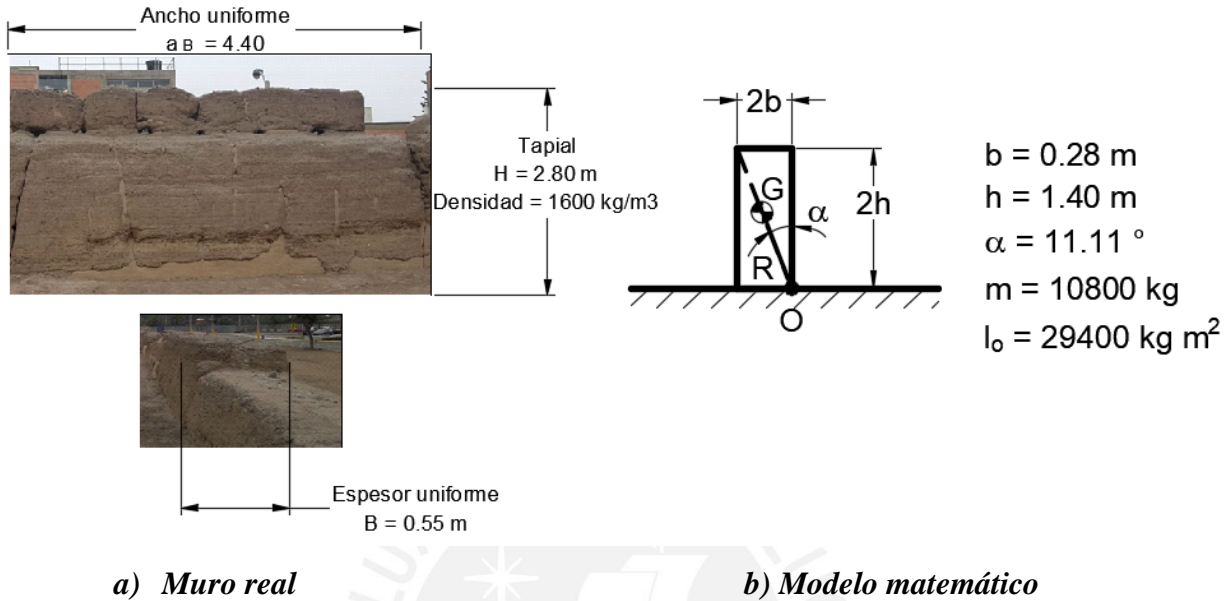 Ancho uniforme
a B = 4.40
Tapial
H = 2.80 m
Densidad = 1600 kg/m3
Espesor uniforme
B = 0.55 m
2b
G
α
2h
R
O
b = 0.28 m
h = 1.40 m
α = 11.11 °
m = 10800 kg
Io = 29400 kg m²
a) Muro real
b) Modelo matemático